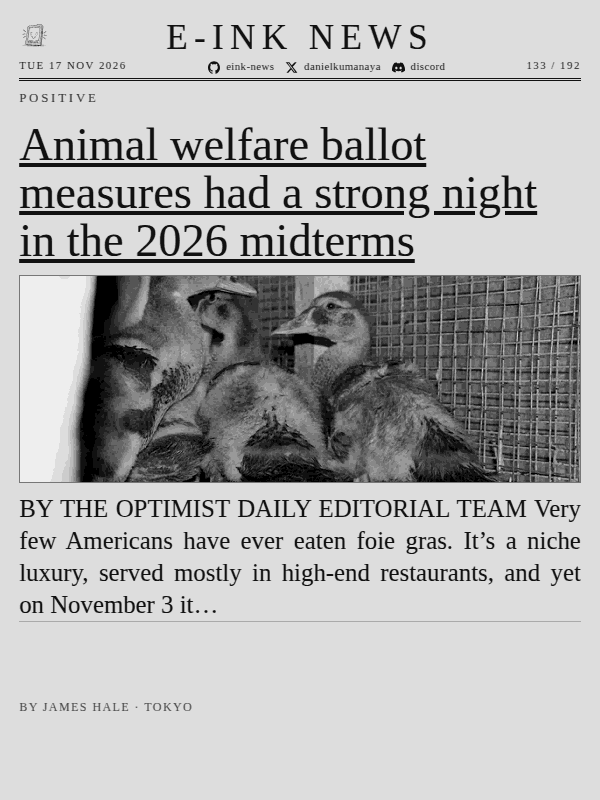 E-INK NEWS
TUE 17 NOV 2026
eink-news danielkumanaya discord
133 / 192
POSITIVE
Animal welfare ballot
measures had a strong night
in the 2026 midterms
BY THE OPTIMIST DAILY EDITORIAL TEAM Very
few Americans have ever eaten foie gras. It’s a niche
luxury, served mostly in high-end restaurants, and yet
on November 3 it…
BY JAMES HALE · TOKYO